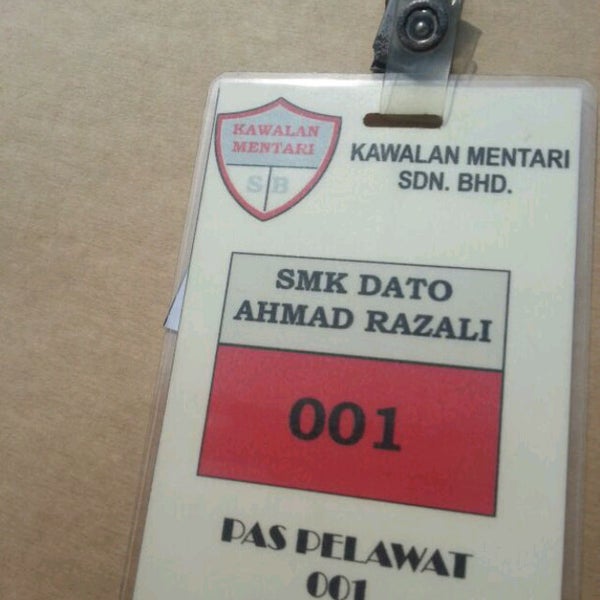 KAWALAN
MENTARI
S B
KAWALAN MENTARI
SDN. BHD.
SMK DATO
AHMAD RAZALI
001
PAS PELAWAT
001